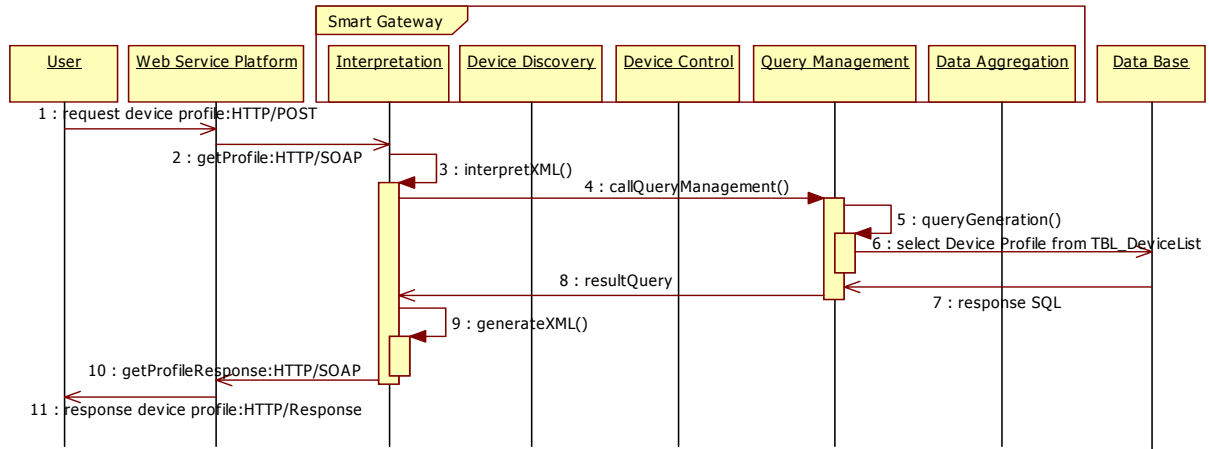 Smart Gateway
User
Web Service Platform
Interpretation
Device Discovery
Device Control
Query Management
Data Aggregation
Data Base
1 : request device profile:HTTP/POST
2 : getProfile:HTTP/SOAP
3 : interpretXML()
4 : callQueryManagement()
5 : queryGeneration()
6 : select Device Profile from TBL_DeviceList
7 : response SQL
8 : resultQuery
9 : generateXML()
10 : getProfileResponse:HTTP/SOAP
11 : response device profile:HTTP/Response